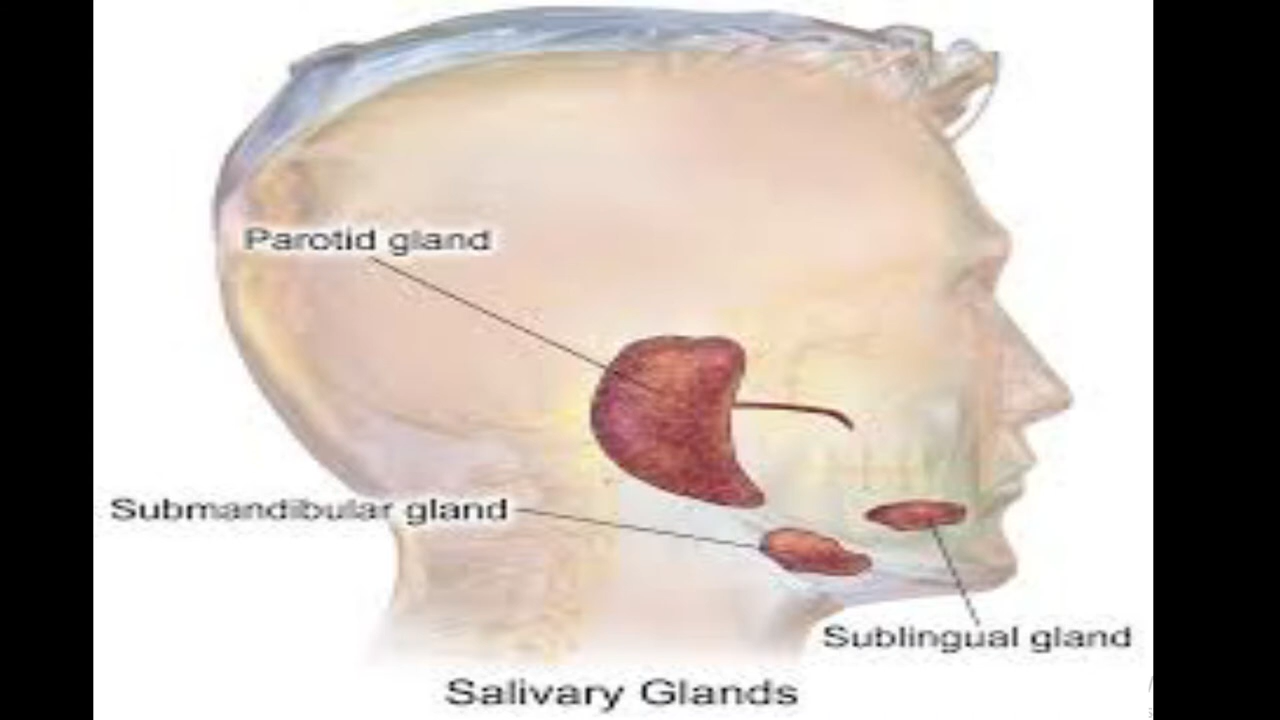 Parotid gland
Submandibular gland
Sublingual gland
Salivary Glands